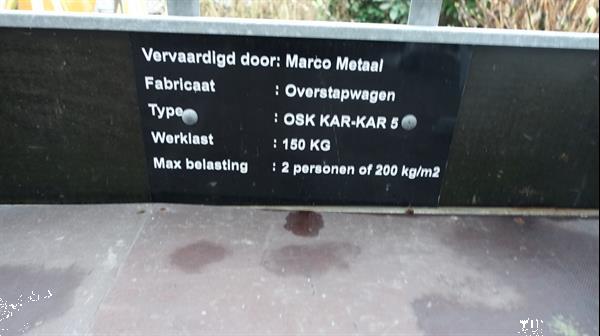 Vervaardigd door: Marco Metaal
Fabricaat : Overstapwagen
Type : OSK KAR-KAR 5
Werklast : 150 KG
Max belasting : 2 personen of 200 kg/m2